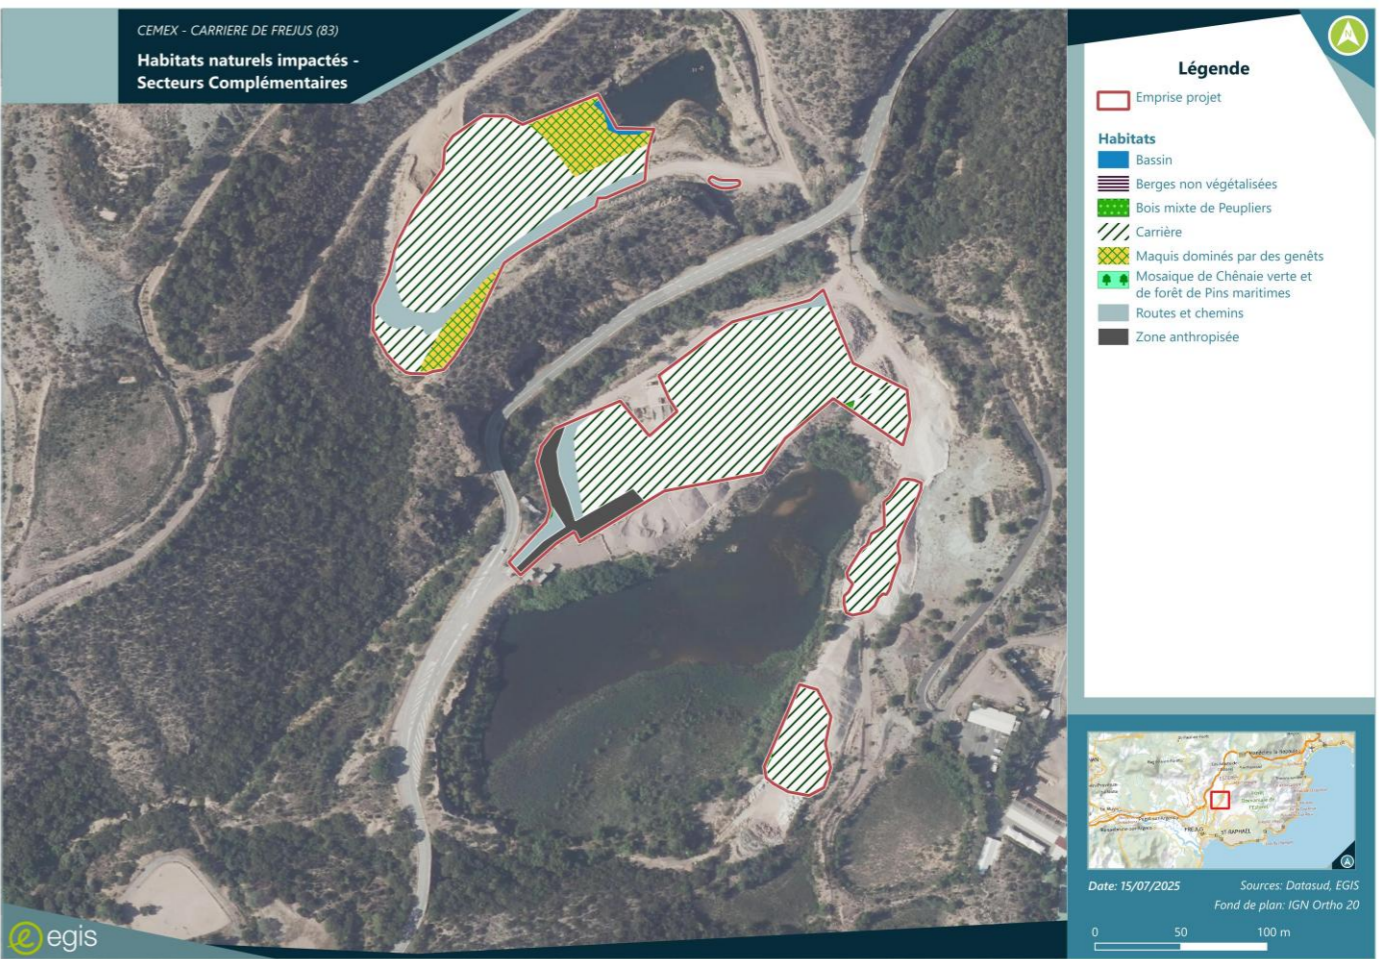 CEMEX - CARRIERE DE FREJUS (83)
Habitats naturels impactés -
Secteurs Complémentaires
N
Légende
Emprise projet
Habitats
Bassin
Berges non végétalisées
Bois mixte de Peupliers
Carrière
Maquis dominés par des genêts
Mosaique de Chênaie verte et
de forêt de Pins maritimes
Routes et chemins
Zone anthropisée
FREJUS
ST-RAPHAËL
Date: 15/07/2025
Sources: Datasud, EGIS
Fond de plan: IGN Ortho 20
0 50 100 m
egis